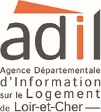 adil
Agence Départementale
d'Information
sur le Logement
de Loir-et-Cher